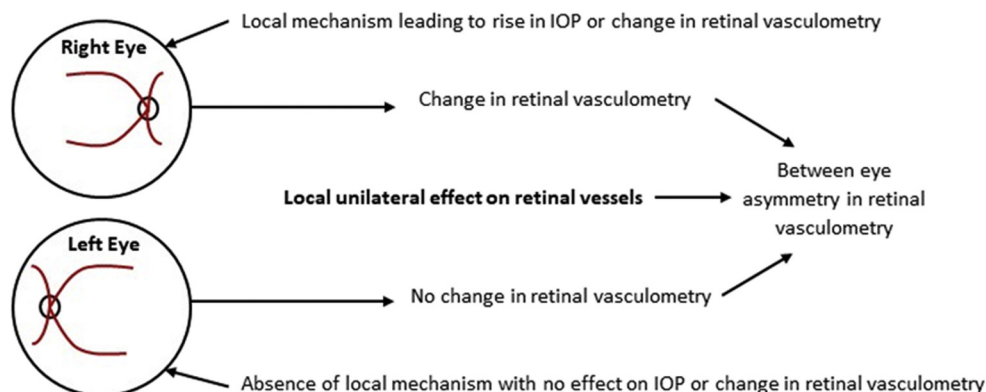 Local mechanism leading to rise in IOP or change in retinal vasculometry
Right Eye
Change in retinal vasculometry
Between eye
asymmetry in retinal
vasculometry
Local unilateral effect on retinal vessels
Left Eye
No change in retinal vasculometry
Absence of local mechanism with no effect on IOP or change in retinal vasculometry